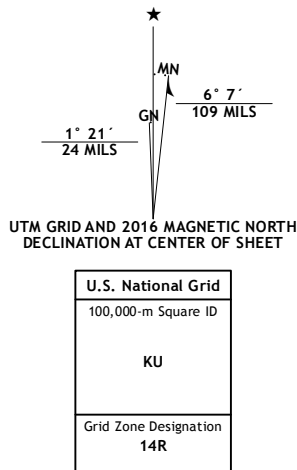 ★
MN
GN
6° 7´
109 MILS
1° 21´
24 MILS
UTM GRID AND 2016 MAGNETIC NORTH
DECLINATION AT CENTER OF SHEET
U.S. National Grid
100,000-m Square ID
KU
Grid Zone Designation
14R